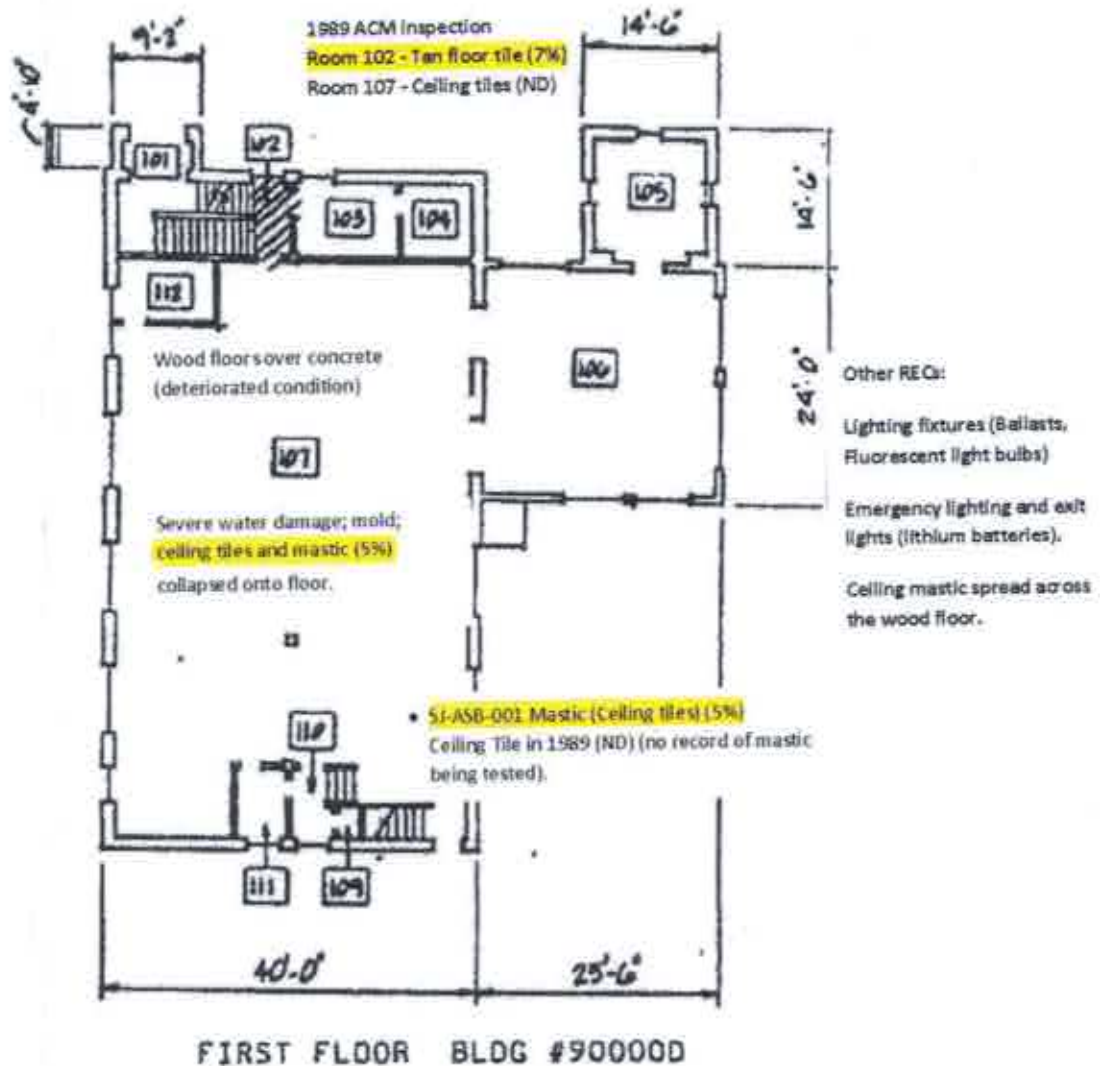 1989 ACM Inspection
Room 102 - Tan floor tile (7%)
Room 107 - Ceiling tiles (ND)
9'-2"
14'-6"
4'-10"
101
102
103
104
105
14'-6"
112
Wood floors over concrete
(deteriorated condition)
106
24'-0"
Other RECs:
Lighting fixtures (Ballasts,
Fluorescent light bulbs)
Emergency lighting and exit
lights (lithium batteries).
Ceiling mastic spread across
the wood floor.
107
Severe water damage; mold;
ceiling tiles and mastic (5%)
collapsed onto floor.
• SJ-ASB-001 Mastic (Ceiling tiles) (5%)
Ceiling Tile in 1989 (ND) (no record of mastic
being tested).
110
111
109
40'-0"
25'-6"
FIRST FLOOR BLDG #90000D